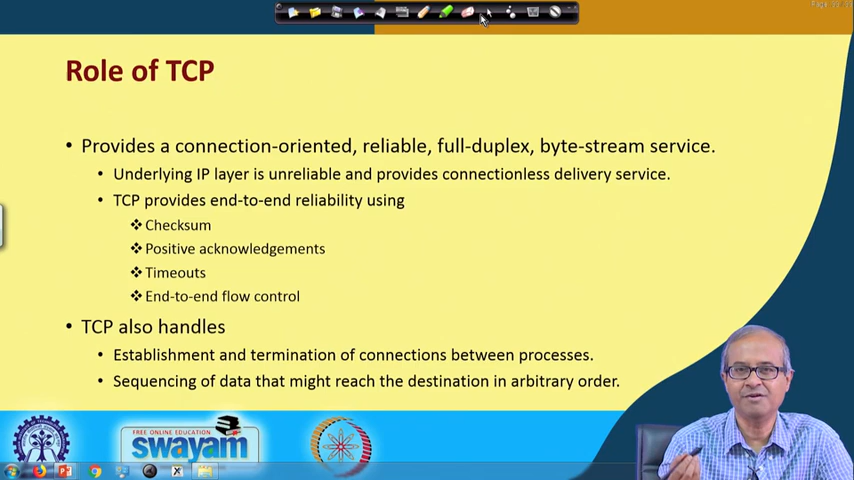 Role of TCP
• Provides a connection-oriented, reliable, full-duplex, byte-stream service.
• Underlying IP layer is unreliable and provides connectionless delivery service.
• TCP provides end-to-end reliability using
❖ Checksum
❖ Positive acknowledgements
❖ Timeouts
❖ End-to-end flow control
• TCP also handles
• Establishment and termination of connections between processes.
• Sequencing of data that might reach the destination in arbitrary order.
FREE ONLINE EDUCATION
swayam